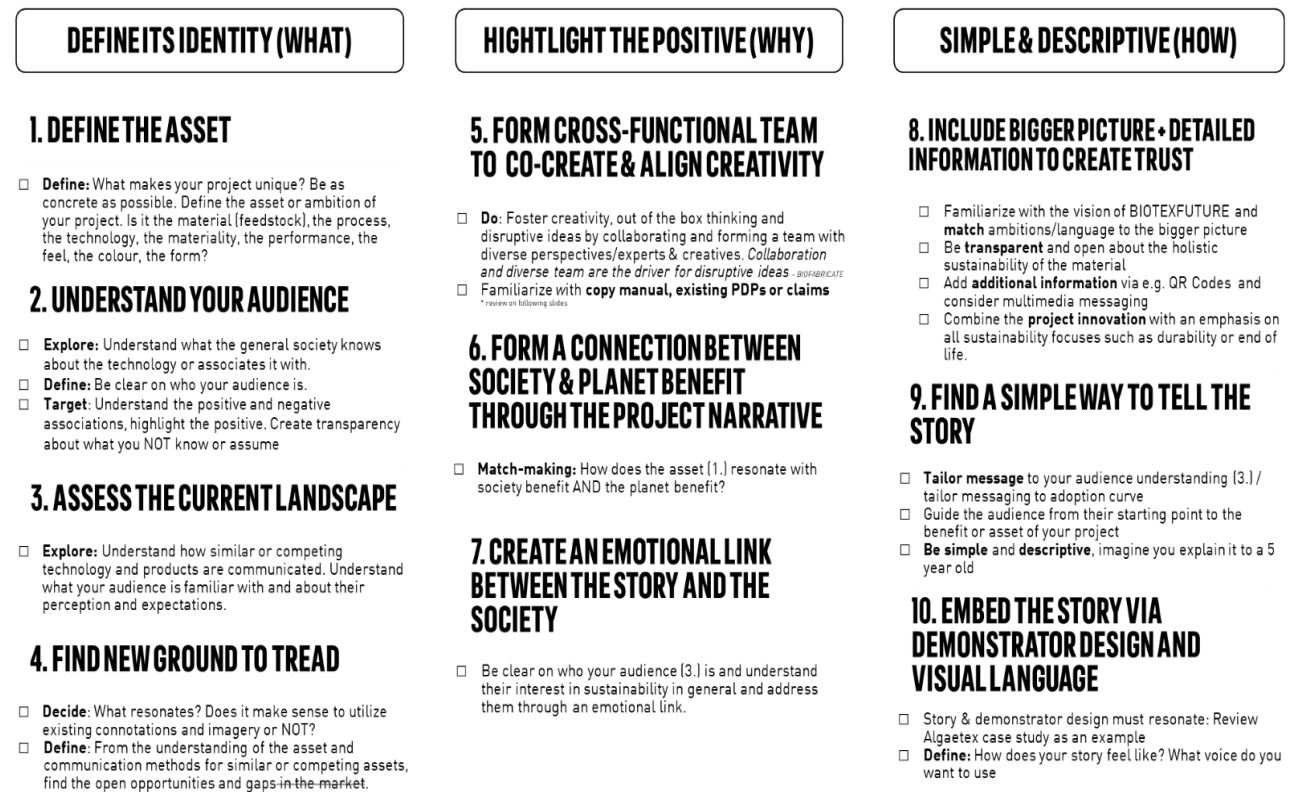 DEFINE ITS IDENTITY (WHAT)
1. DEFINE THE ASSET
☐ Define: What makes your project unique? Be as
concrete as possible. Define the asset or ambition of
your project. Is it the material (feedstock), the process,
the technology, the materiality, the performance, the
feel, the colour, the form?
2. UNDERSTAND YOUR AUDIENCE
☐ Explore: Understand what the general society knows
about the technology or associates it with.
☐ Define: Be clear on who your audience is.
☐ Target: Understand the positive and negative
associations, highlight the positive. Create transparency
about what you NOT know or assume
3. ASSESS THE CURRENT LANDSCAPE
☐ Explore: Understand how similar or competing
technology and products are communicated. Understand
what your audience is familiar with and about their
perception and expectations.
4. FIND NEW GROUND TO TREAD
☐ Decide: What resonates? Does it make sense to utilize
existing connotations and imagery or NOT?
☐ Define: From the understanding of the asset and
communication methods for similar or competing assets,
find the open opportunities and gaps in the market.
HIGHTLIGHT THE POSITIVE (WHY)
5. FORM CROSS-FUNCTIONAL TEAM
TO CO-CREATE & ALIGN CREATIVITY
☐ Do: Foster creativity, out of the box thinking and
disruptive ideas by collaborating and forming a team with
diverse perspectives/experts & creatives. Collaboration
and diverse team are the driver for disruptive ideas - BIOFABRICATE
☐ Familiarize with copy manual, existing PDPs or claims
* review on following slides
6. FORM A CONNECTION BETWEEN
SOCIETY & PLANET BENEFIT
THROUGH THE PROJECT NARRATIVE
☐ Match-making: How does the asset (1.) resonate with
society benefit AND the planet benefit?
7. CREATE AN EMOTIONAL LINK
BETWEEN THE STORY AND THE
SOCIETY
☐ Be clear on who your audience (3.) is and understand
their interest in sustainability in general and address
them through an emotional link.
SIMPLE & DESCRIPTIVE (HOW)
8. INCLUDE BIGGER PICTURE + DETAILED
INFORMATION TO CREATE TRUST
☐ Familiarize with the vision of BIOTEXFUTURE and
match ambitions/language to the bigger picture
☐ Be transparent and open about the holistic
sustainability of the material
☐ Add additional information via e.g. QR Codes and
consider multimedia messaging
☐ Combine the project innovation with an emphasis on
all sustainability focuses such as durability or end of
life.
9. FIND A SIMPLE WAY TO TELL THE
STORY
☐ Tailor message to your audience understanding (3.) /
tailor messaging to adoption curve
☐ Guide the audience from their starting point to the
benefit or asset of your project
☐ Be simple and descriptive, imagine you explain it to a 5
year old
10. EMBED THE STORY VIA
DEMONSTRATOR DESIGN AND
VISUAL LANGUAGE
☐ Story & demonstrator design must resonate: Review
Algaetex case study as an example
☐ Define: How does your story feel like? What voice do you
want to use